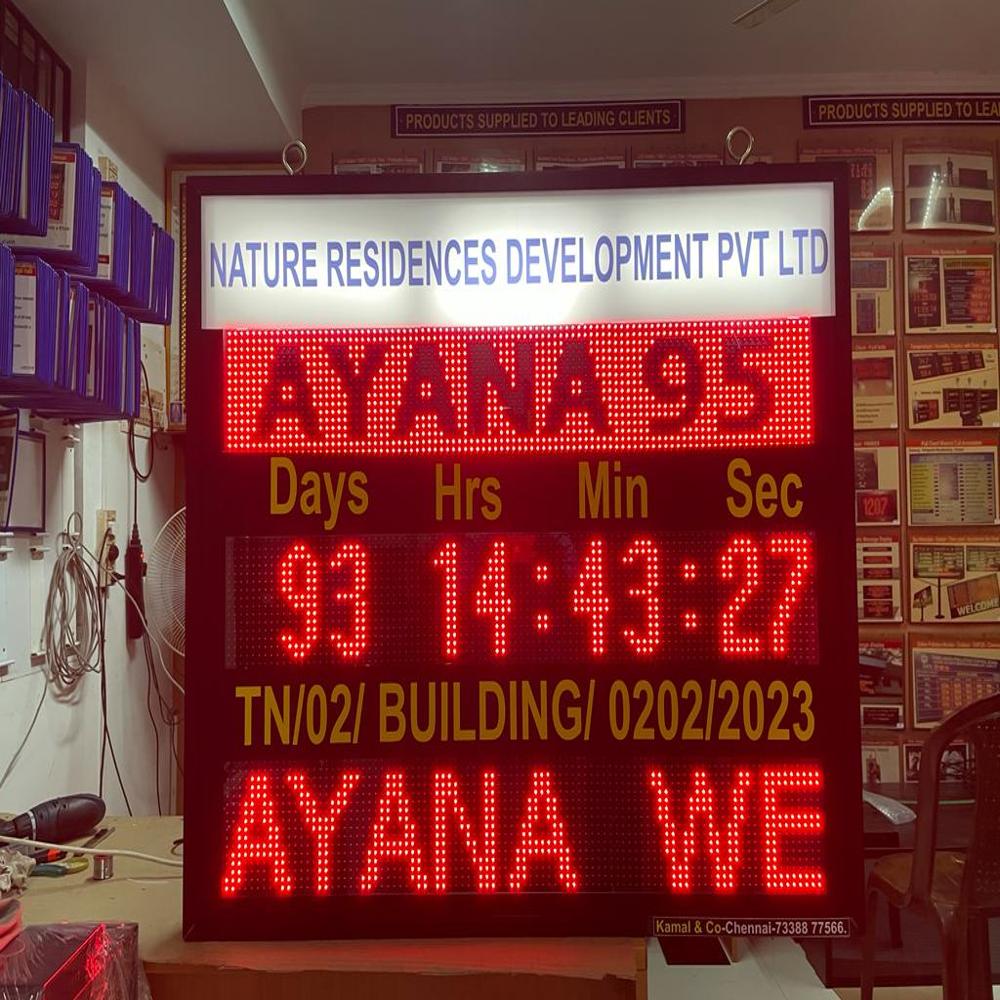 PRODUCTS SUPPLIED TO LEADING CLIENTS
PRODUCTS SUPPLIED TO LEA
NATURE RESIDENCES DEVELOPMENT PVT LTD
AYANA 95
Days Hrs Min Sec
93 14:43:27
TN/02/ BUILDING/ 0202/2023
AYANA WE
Kamal & Co-Chennai-73388 77566.
1207
WELCOME